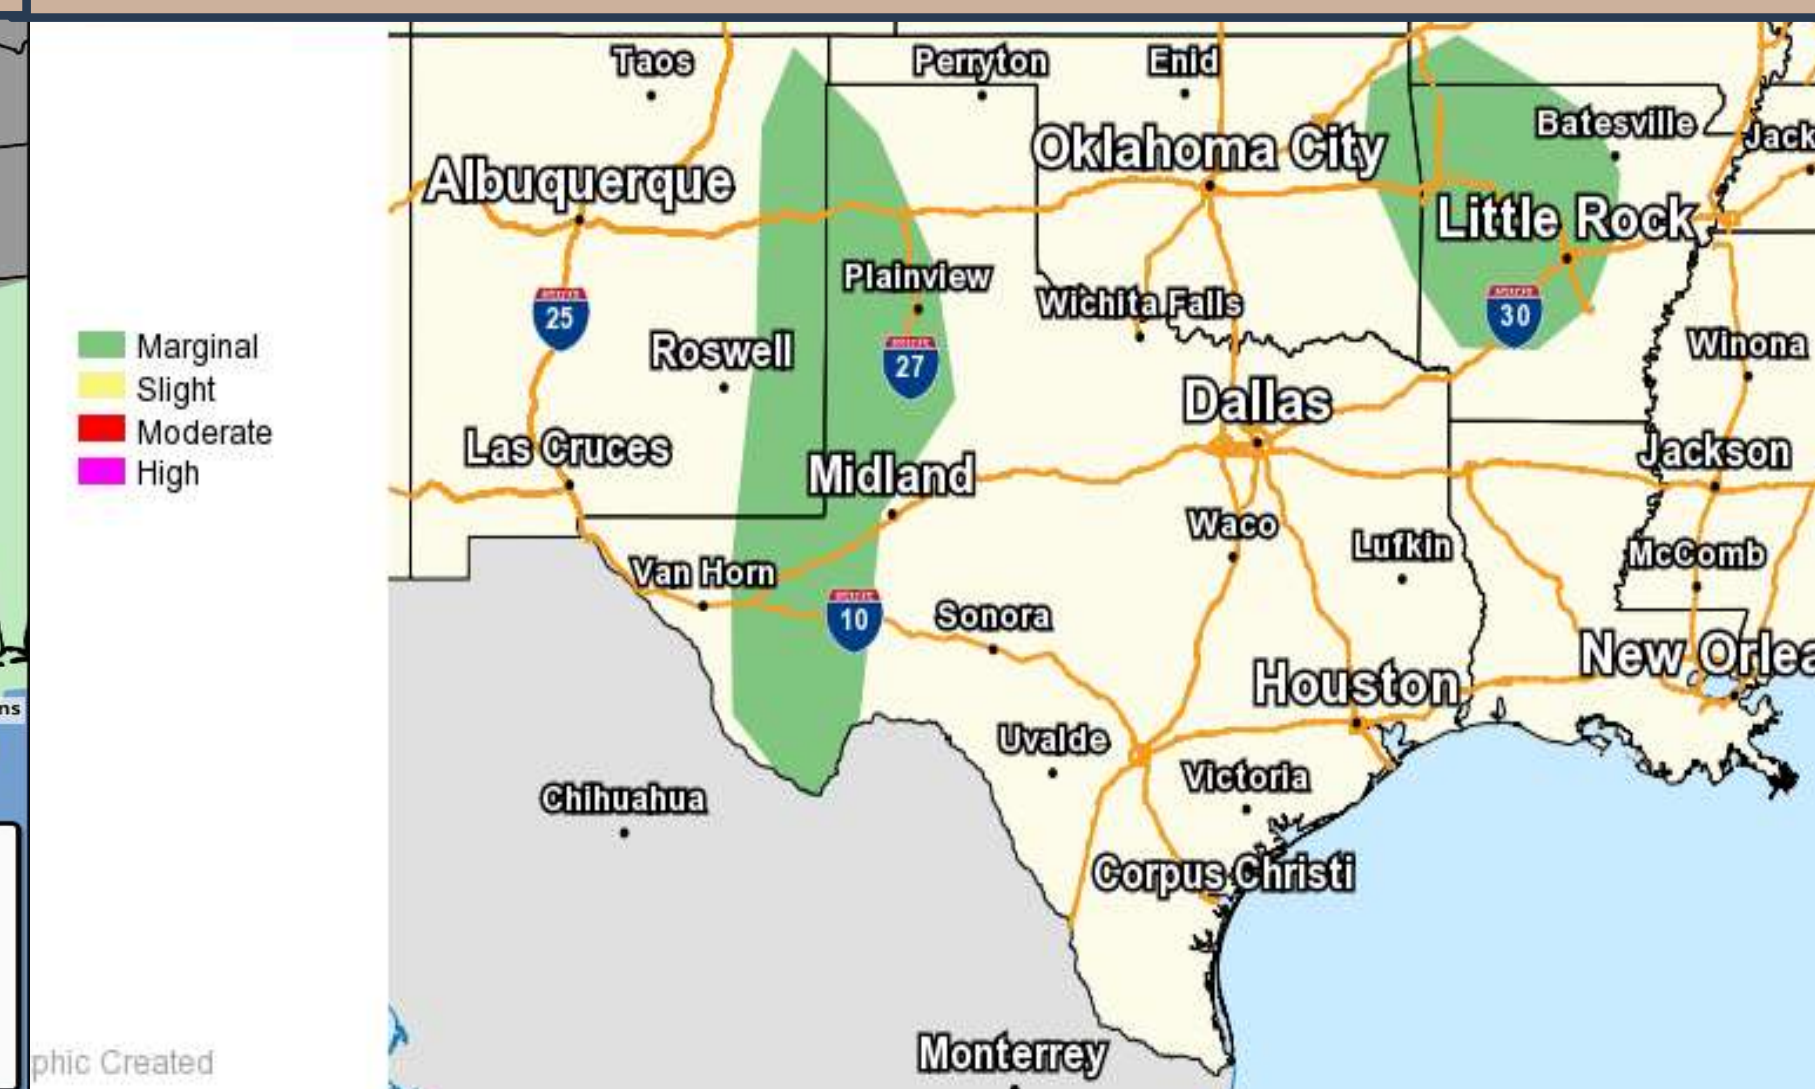 Taos
Perryton
Enid
Batesville
Oklahoma City
Jack
Albuquerque
Little Rock
Plainview
Wichita Falls
25
30
Marginal
Slight
Moderate
High
Roswell
27
Winona
Dallas
Las Cruces
Midland
Jackson
Waco
Lufkin
McComb
Van Horn
10
Sonora
New Orlea
Houston
ns
Uvalde
Victoria
Chihuahua
Corpus Christi
Monterrey
phic Created